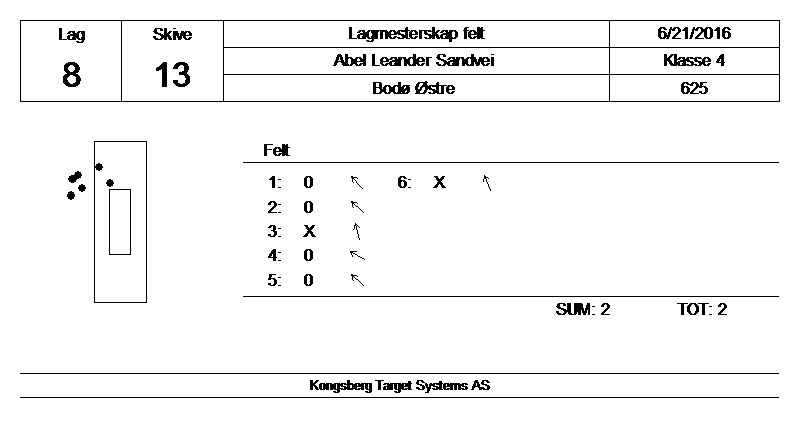 Lag
8
Skive
13
Lagmesterskap felt
Abel Leander Sandvei
Bodø Østre
6/21/2016
Klasse 4
625
Felt
1: 0 6: X
2: 0
3: X
4: 0
5: 0
SUM: 2 TOT: 2
Kongsberg Target Systems AS